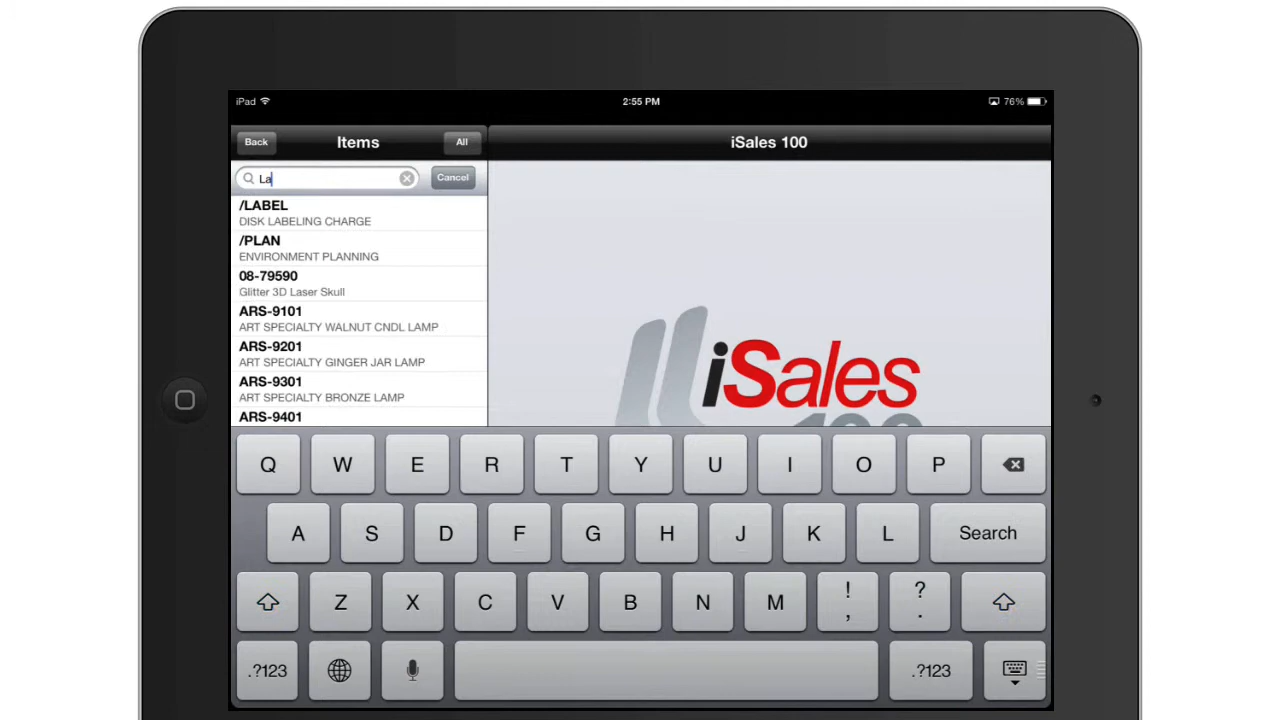 iPad 2:55 PM 76%
Back Items All iSales 100
La Cancel
/LABEL
DISK LABELING CHARGE
/PLAN
ENVIRONMENT PLANNING
08-79590
Glitter 3D Laser Skull
ARS-9101
ART SPECIALTY WALNUT CNDL LAMP
ARS-9201
ART SPECIALTY GINGER JAR LAMP
ARS-9301
ART SPECIALTY BRONZE LAMP
ARS-9401
iSales
100
Q W E R T Y U I O P
A S D F G H J K L Search
Z X C V B N M ! , ? .
.?123 .?123